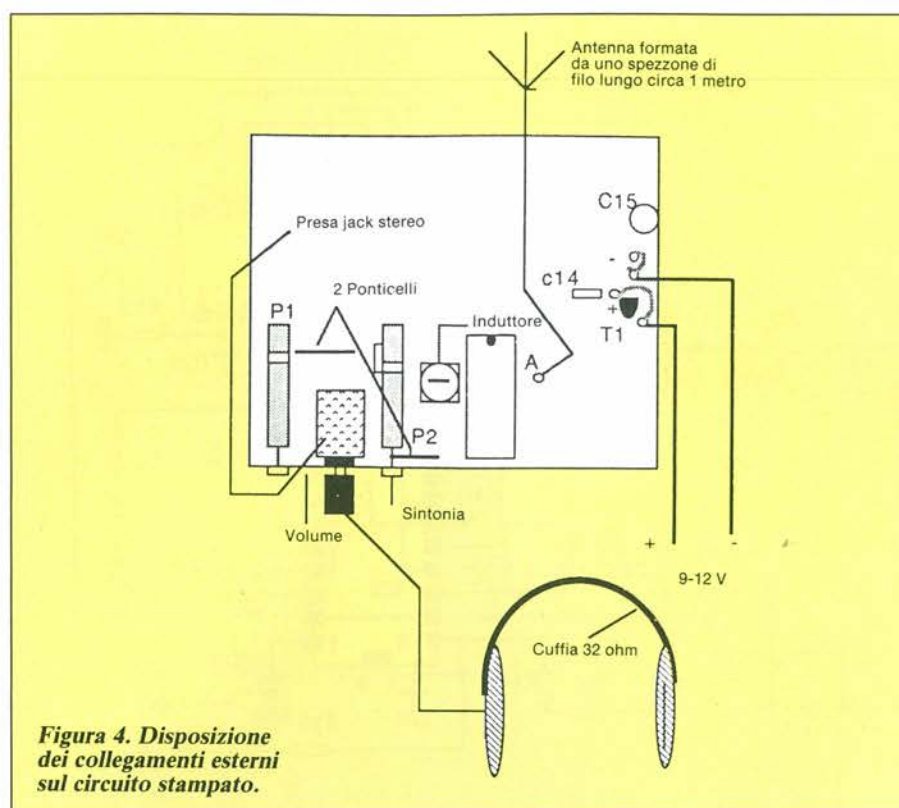 Antenna formata
da uno spezzone di
filo lungo circa 1 metro
C15
Presa jack stereo
-
c14
+
2 Ponticelli
P1
Induttore
T1
A
P2
Volume
Sintonia
+ -
9-12 V
Cuffia 32 ohm
Figura 4. Disposizione
dei collegamenti esterni
sul circuito stampato.